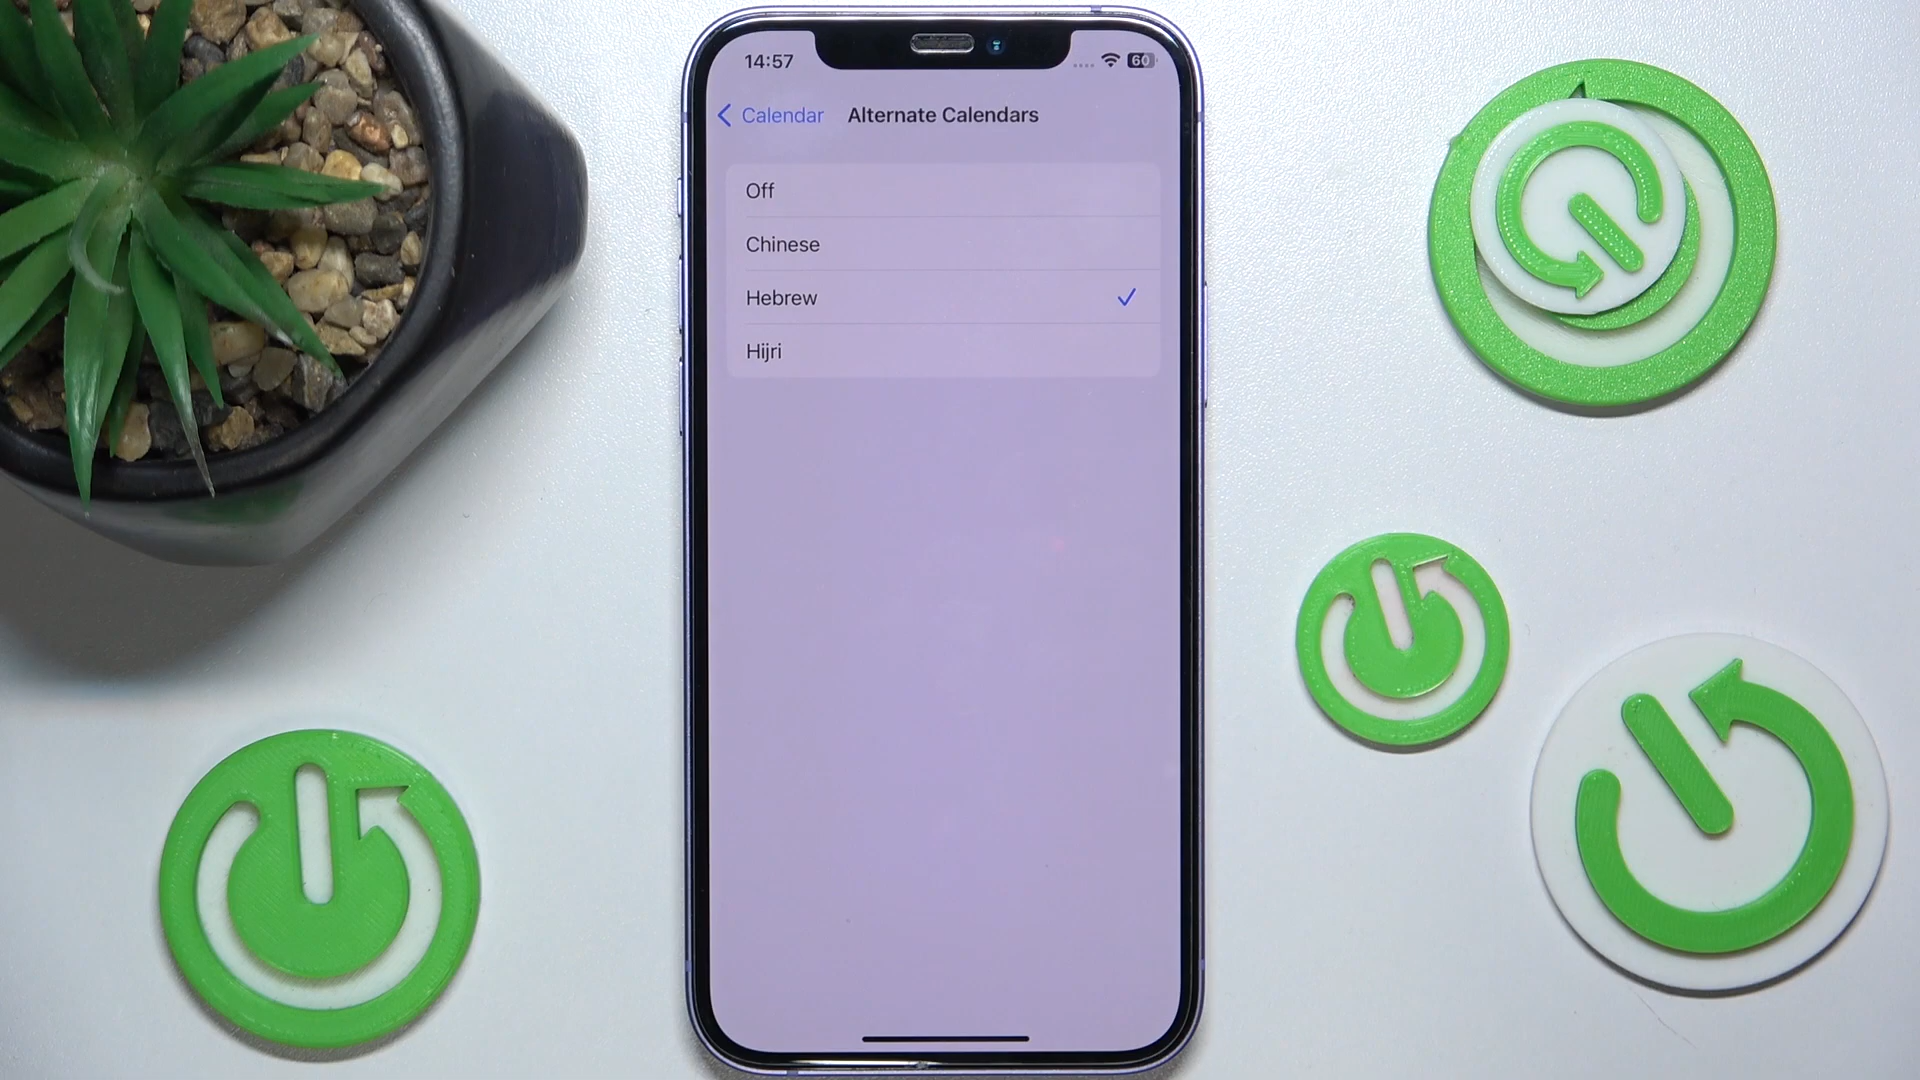 14:57
60
Calendar Alternate Calendars
Off
Chinese
Hebrew
Hijri